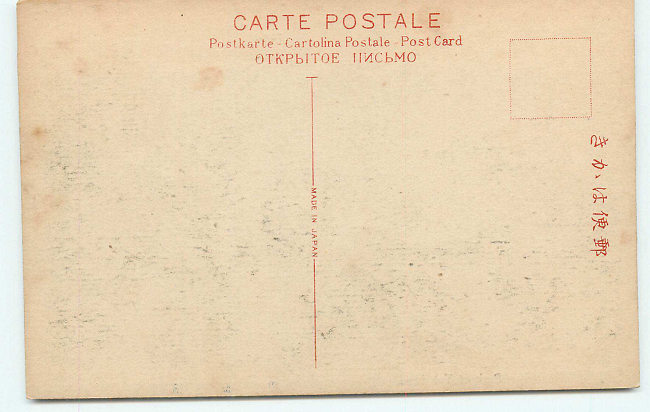 CARTE POSTALE
Postkarte - Cartolina Postale - Post Card
ОТКРЫТОЕ ПИСЬМО
MADE IN JAPAN
郵便はかき